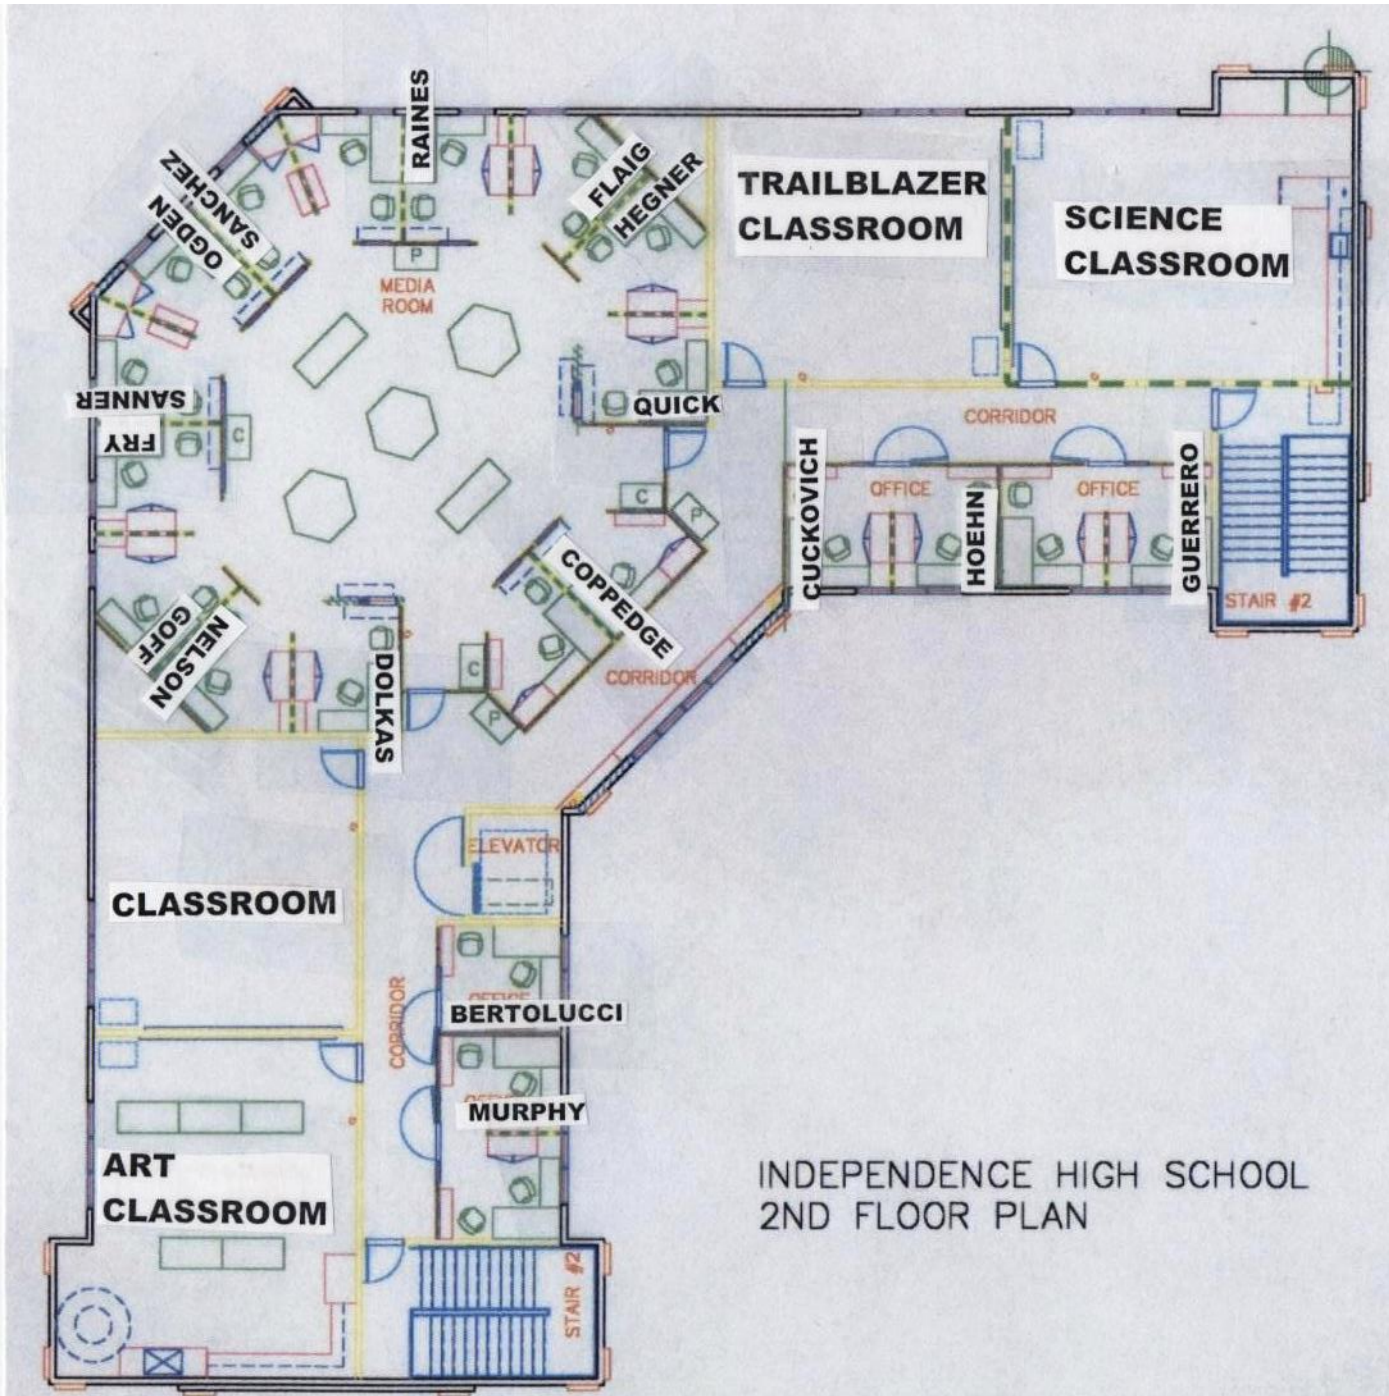 RAINES
SANCHEZ
OGDEN
FLAIG
HEGNER
TRAILBLAZER
CLASSROOM
SCIENCE
CLASSROOM
P
MEDIA
ROOM
SANNER
FRY
C
QUICK
CORRIDOR
CUCKOVICH
OFFICE
HOEHN
OFFICE
GUERRERO
STAIR #2
C
P
COPPEDGE
GOFF
NELSON
DOLKAS
C
P
CORRIDOR
ELEVATOR
CLASSROOM
CORRIDOR
OFFICE
BERTOLUCCI
OFFICE
MURPHY
ART
CLASSROOM
STAIR #2
INDEPENDENCE HIGH SCHOOL
2ND FLOOR PLAN